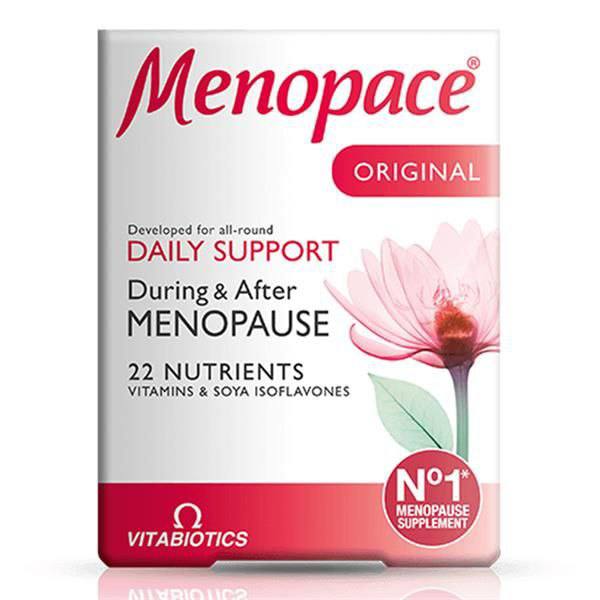 Menopace®
ORIGINAL
Developed for all-round
DAILY SUPPORT
During & After
MENOPAUSE
22 NUTRIENTS
VITAMINS & SOYA ISOFLAVONES
Nº1*
MENOPAUSE
SUPPLEMENT
VITABIOTICS